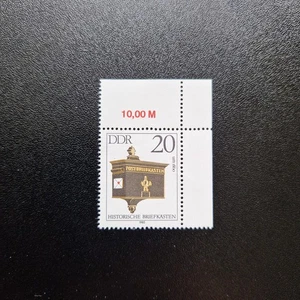 10,00 M
DDR 20
BRIEFKASTEN
HISTORISCHE BRIEFKÄSTEN